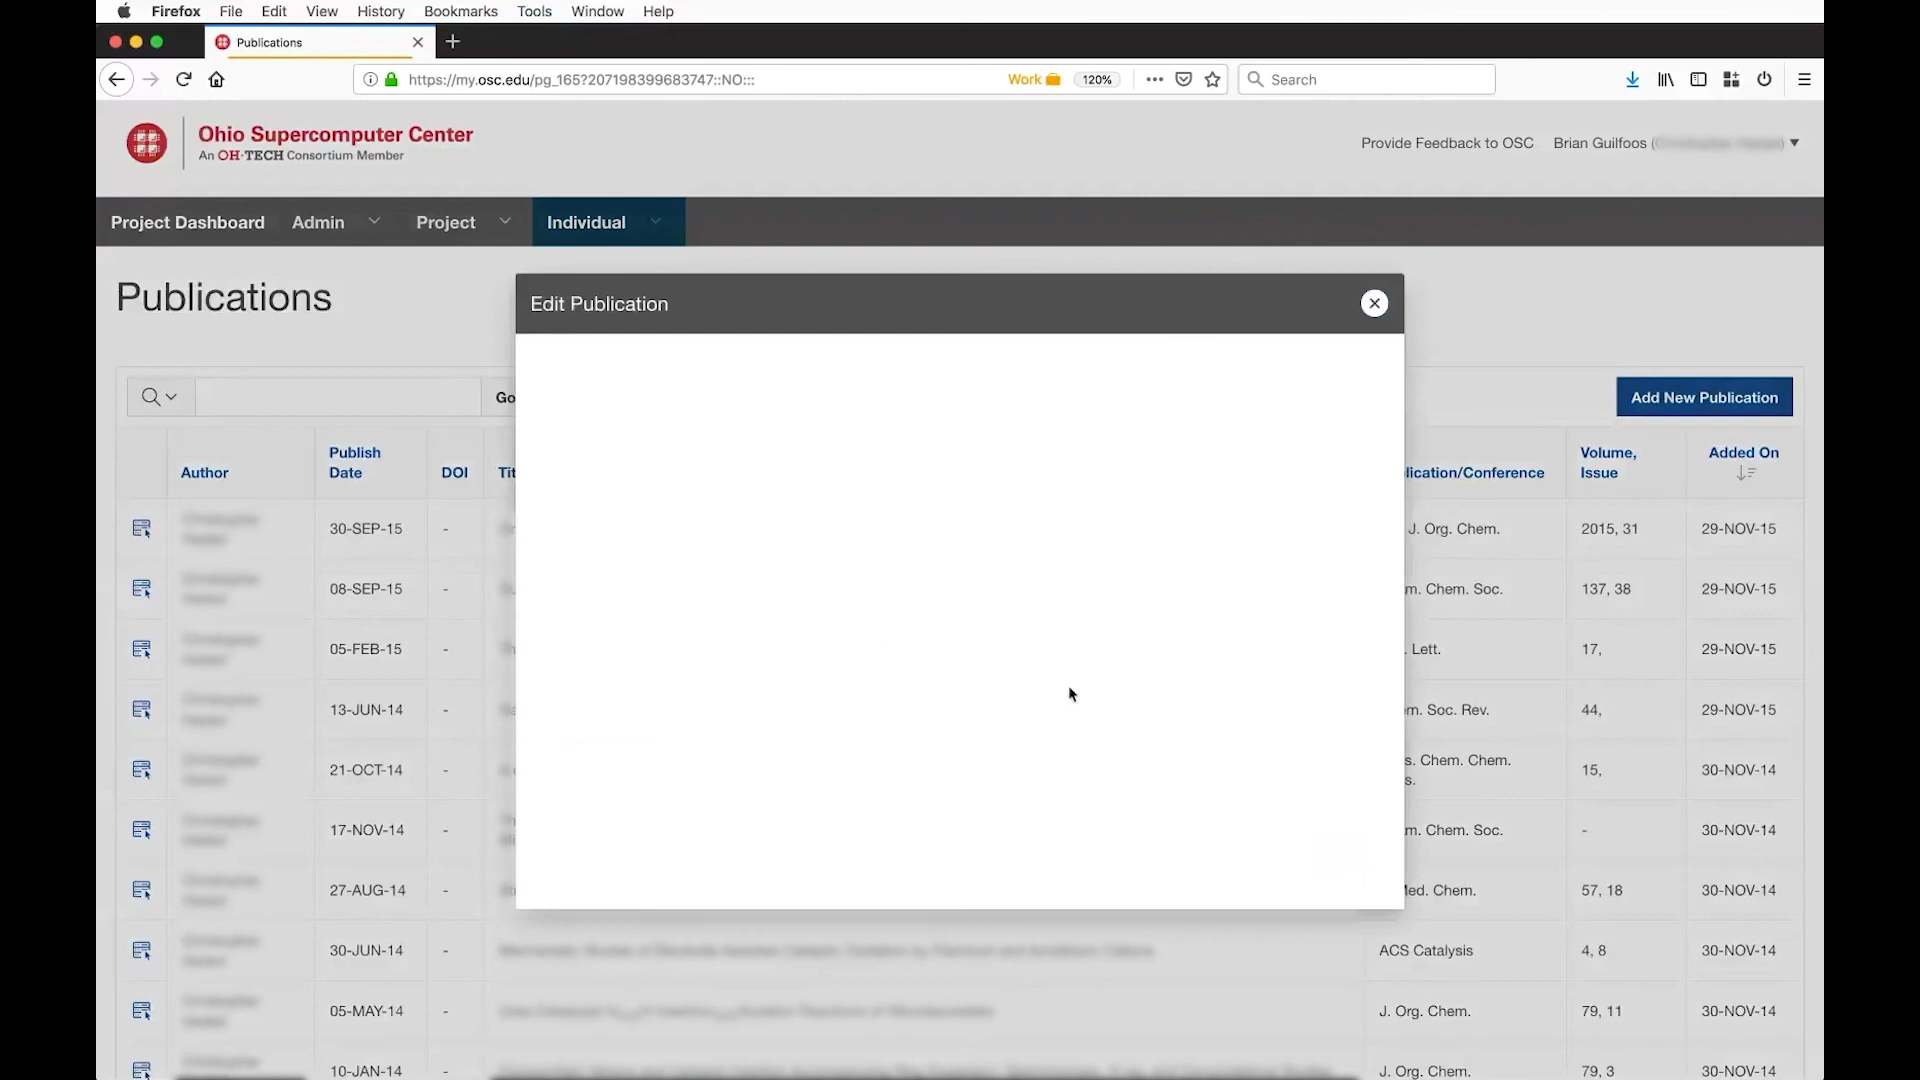 Firefox File Edit View History Bookmarks Tools Window Help
Publications
https://my.osc.edu/pg_165?207198399683747::NO:::
Work
120%
Search
Ohio Supercomputer Center
An OH·TECH Consortium Member
Provide Feedback to OSC
Brian Guilfoos (
Project Dashboard Admin Project Individual
Publications
Edit Publication
Go
Add New Publication
Author
Publish
Date
DOI
Tit
lication/Conference
Volume,
Issue
Added On
30-SEP-15 - J. Org. Chem. 2015, 31 29-NOV-15
08-SEP-15 - m. Chem. Soc. 137, 38 29-NOV-15
05-FEB-15 - . Lett. 17, 29-NOV-15
13-JUN-14 - m. Soc. Rev. 44, 29-NOV-15
21-OCT-14 - s. Chem. Chem. 15, 30-NOV-14
s.
17-NOV-14 - m. Chem. Soc. - 30-NOV-14
27-AUG-14 - Med. Chem. 57, 18 30-NOV-14
30-JUN-14 - ACS Catalysis 4, 8 30-NOV-14
05-MAY-14 - J. Org. Chem. 79, 11 30-NOV-14
10-JAN-14 - J. Org. Chem. 79, 3 30-NOV-14